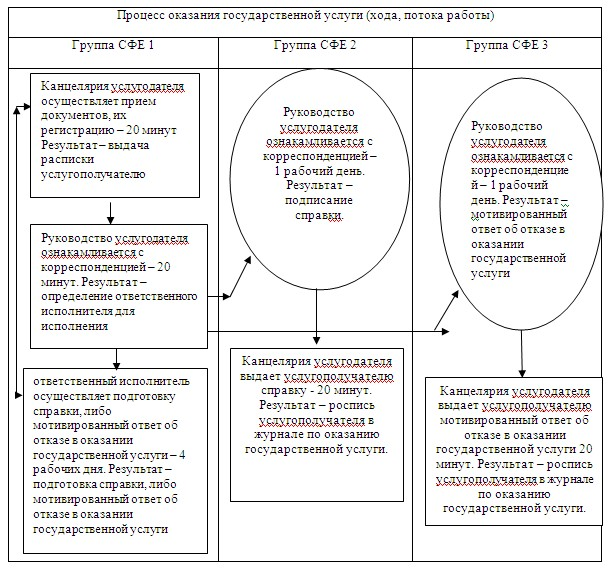 Процесс оказания государственной услуги (хода, потока работы)
Группа СФЕ 1
Группа СФЕ 2
Группа СФЕ 3
Канцелярия услугодателя
осуществляет прием
документов, их
регистрацию – 20 минут
Результат – выдача
расписки
услугополучателю
Руководство услугодателя
ознакамливается с
корреспонденцией – 20
минут. Результат –
определение ответственного
исполнителя для
исполнения
ответственный исполнитель
осуществляет подготовку
справки, либо
мотивированный ответ об
отказе в оказании
государственной услуги – 4
рабочих дня. Результат –
подготовка справки, либо
мотивированный ответ об
отказе в оказании
государственной услуги
Руководство
услугодателя
ознакамливается с
корреспонденцией –
1 рабочий день.
Результат –
подписание
справки.
Канцелярия услугодателя
выдает услугополучателю
справку - 20 минут.
Результат – роспись
услугополучателя в
журнале по оказанию
государственной услуги.
Руководство
услугодателя
ознакамливается с
корреспонденцие
й – 1 рабочий
день. Результат –
мотивированный
ответ об отказе в
оказании
государственной
услуги
Канцелярия услугодателя
выдает услугополучателю
мотивированный ответ об
отказе в оказании
государственной услуги 20
минут. Результат – роспись
услугополучателя в журнале
по оказанию
государственной услуги.